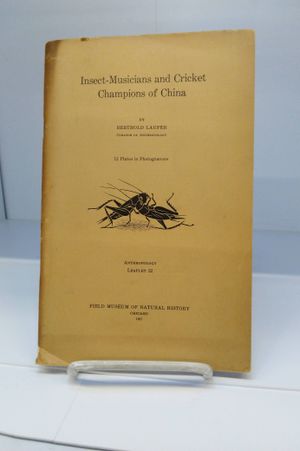 Insect-Musicians and Cricket
Champions of China
BY
BERTHOLD LAUFER
CURATOR OF ANTHROPOLOGY
12 Plates in Photogravure
ANTHROPOLOGY
LEAFLET 22
FIELD MUSEUM OF NATURAL HISTORY
CHICAGO
1927